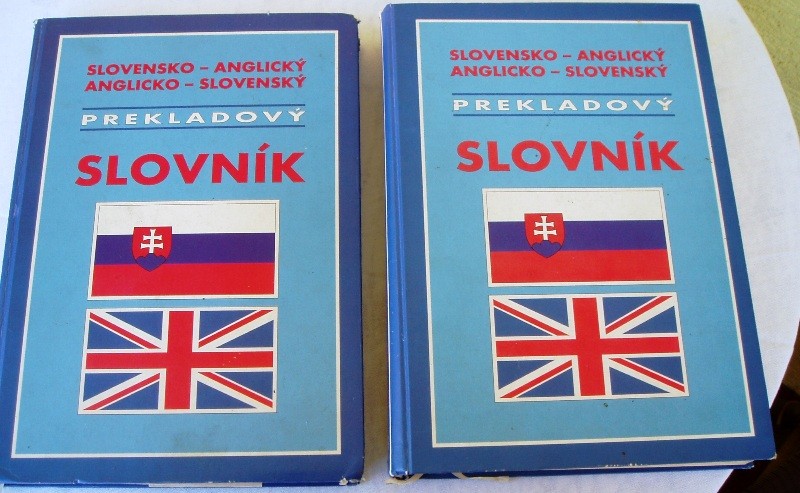 SLOVENSKO – ANGLICKÝ
ANGLICKO – SLOVENSKÝ
PREKLADOVÝ
SLOVNÍK
SLOVENSKO – ANGLICKÝ
ANGLICKO – SLOVENSKÝ
PREKLADOVÝ
SLOVNÍK